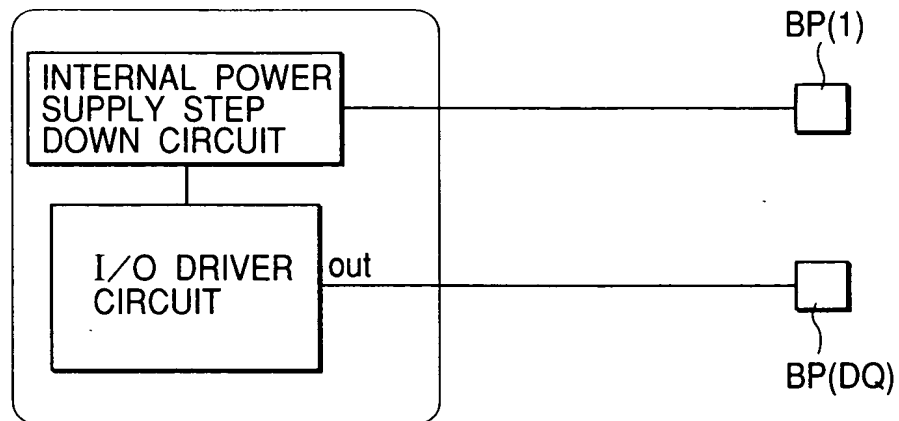 BP(1)
INTERNAL POWER
SUPPLY STEP
DOWN CIRCUIT
I/O DRIVER
CIRCUIT
out
BP(DQ)